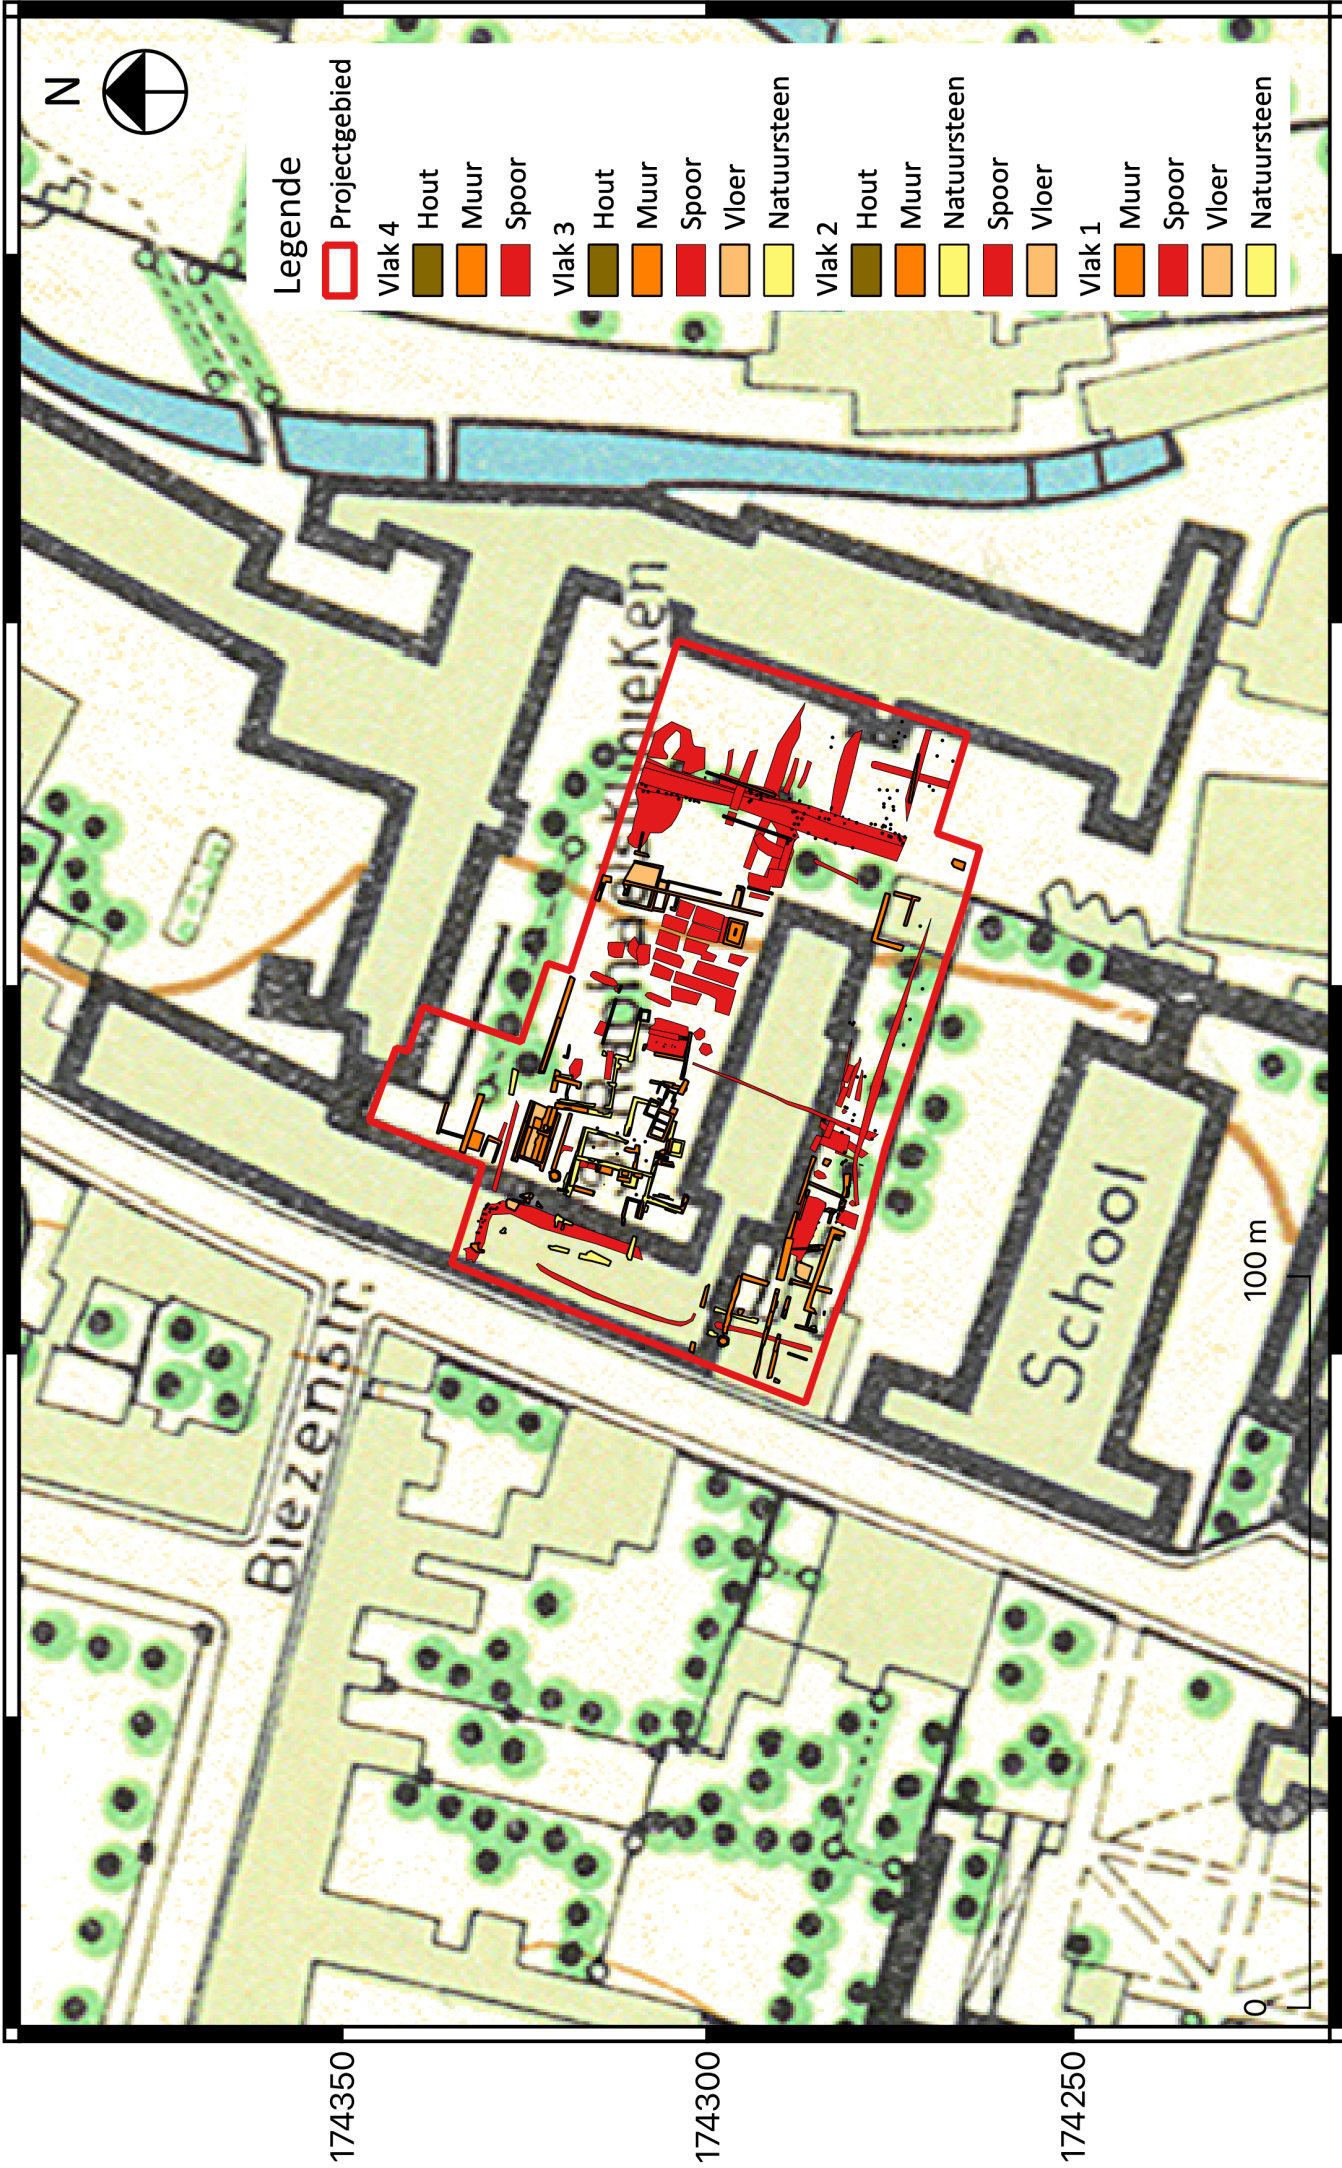 N
Legende
Projectgebied
Vlak 4
Hout
Muur
Spoor
Vlak 3
Hout
Muur
Spoor
Vloer
Natuursteen
Vlak 2
Hout
Muur
Natuursteen
Spoor
Vloer
Vlak 1
Muur
Spoor
Vloer
Natuursteen
Biezenstr.
School
0
100 m
174350
174300
174250